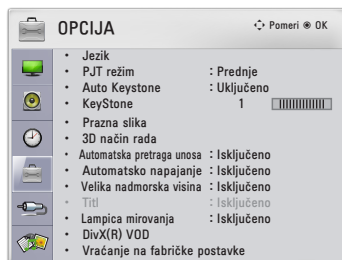 OPCIJA Pomeri OK
• Jezik
• PJT režim : Prednje
• Auto Keystone : Uključeno
• KeyStone 1
• Prazna slika
• 3D način rada
• Automatska pretraga unosa : Isključeno
• Automatsko napajanje : Isključeno
• Velika nadmorska visina : Isključeno
• Titl : Isključeno
• Lampica mirovanja : Isključeno
• DivX(R) VOD
• Vraćanje na fabričke postavke